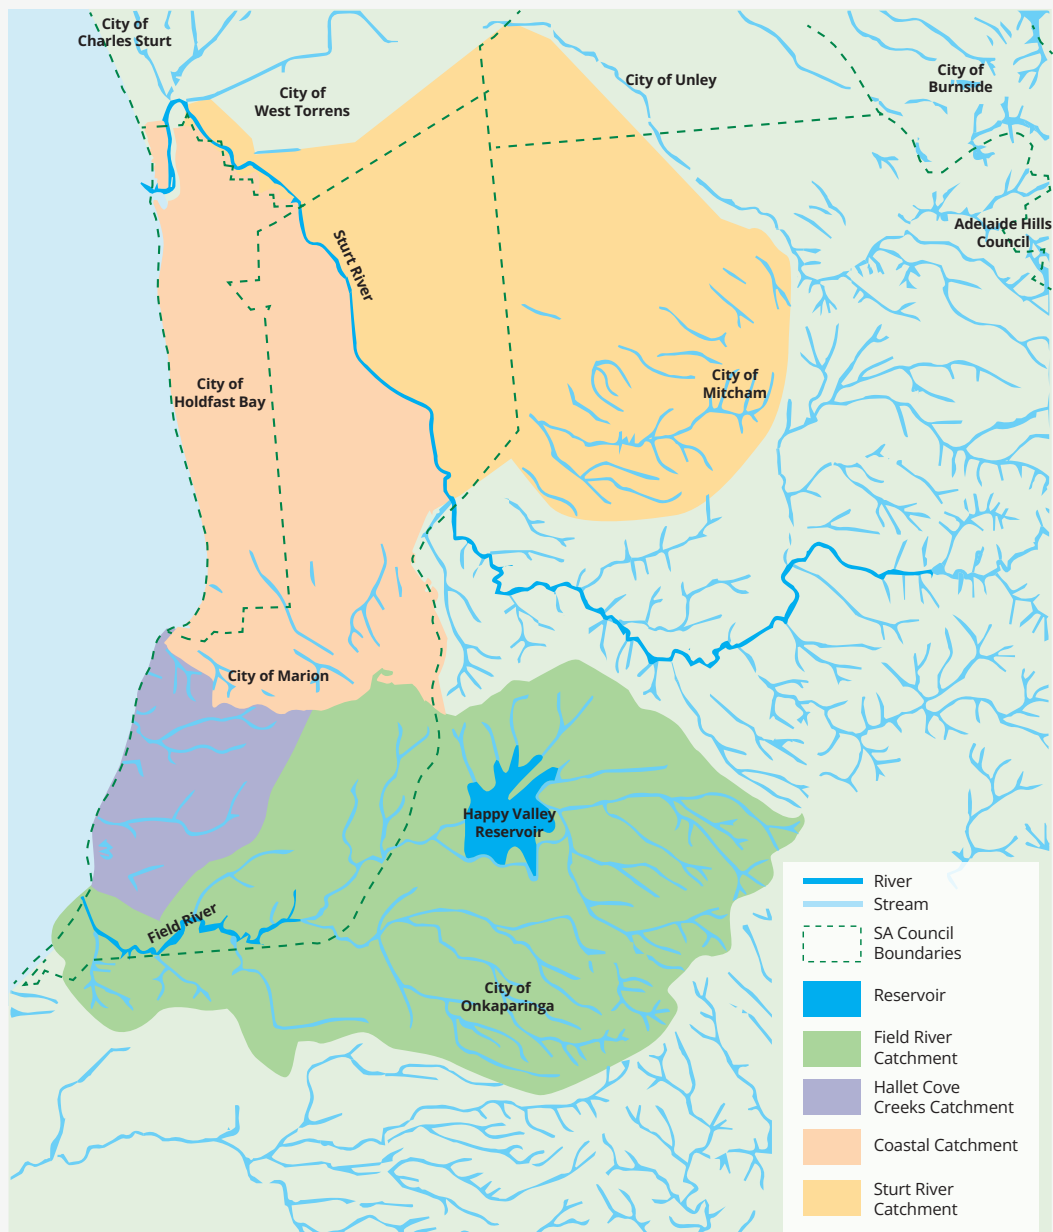 City of
Charles Sturt
City of
West Torrens
City of Unley
City of
Burnside
Adelaide Hills
Council
Sturt River
City of
Holdfast Bay
City of
Mitcham
City of Marion
Happy Valley
Reservoir
Field River
City of
Onkaparinga
River
Stream
SA Council
Boundaries
Reservoir
Field River
Catchment
Hallet Cove
Creeks Catchment
Coastal Catchment
Sturt River
Catchment